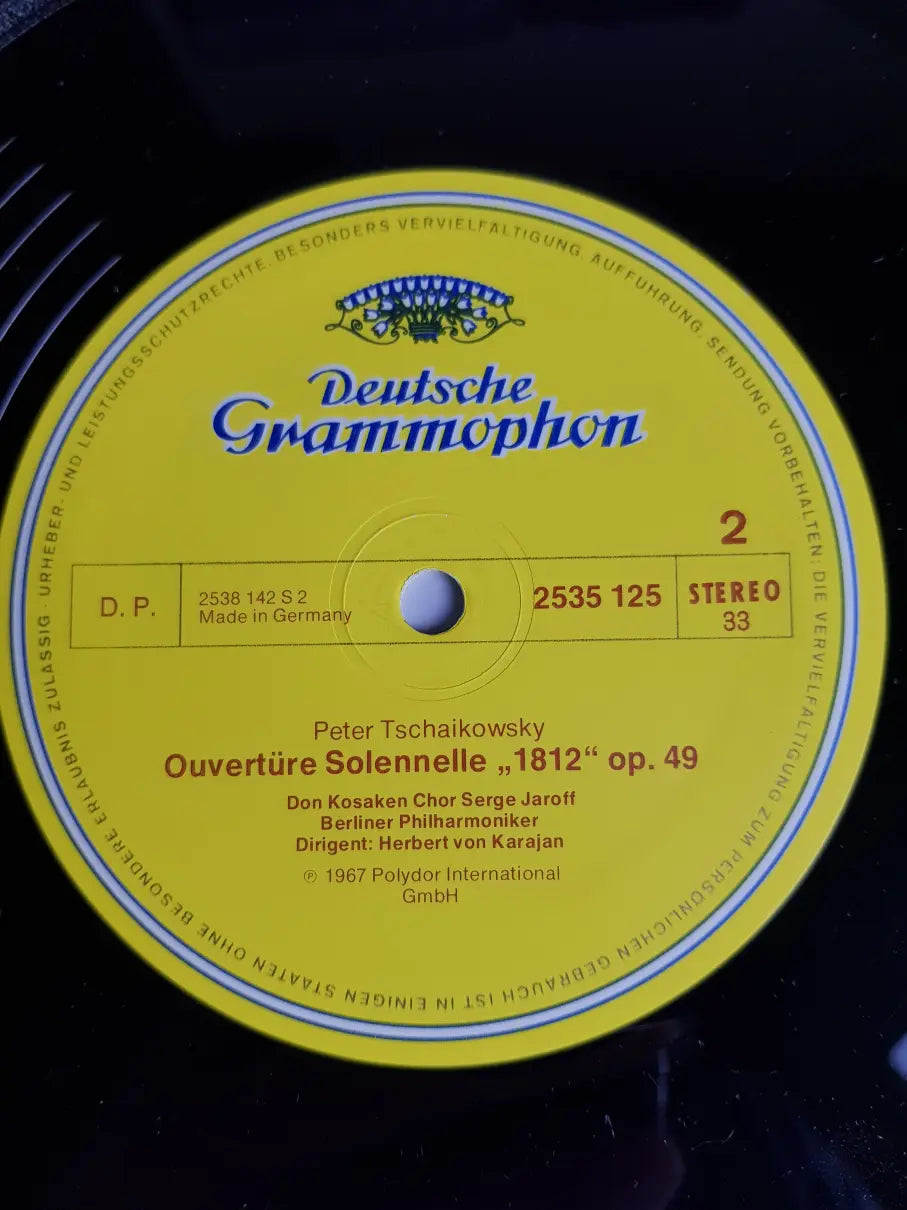 Deutsche
Grammophon
2
D. P.
2538 142 S 2
Made in Germany
2535 125
STEREO
33
Peter Tschaikowsky
Ouvertüre Solennelle „1812“ op. 49
Don Kosaken Chor Serge Jaroff
Berliner Philharmoniker
Dirigent: Herbert von Karajan
℗ 1967 Polydor International
GmbH
URHEBER- UND LEISTUNGSSCHUTZRECHTE, BESONDERS VERVIELFÄLTIGUNG, AUFFÜHRUNG, SENDUNG VORBEHALTEN; DIE VERVIELFÄLTIGUNG ZUM PERSÖNLICHEN GEBRAUCH IST IN EINIGEN STAATEN OHNE BESONDERE ERLAUBNIS ZULÄSSIG ·